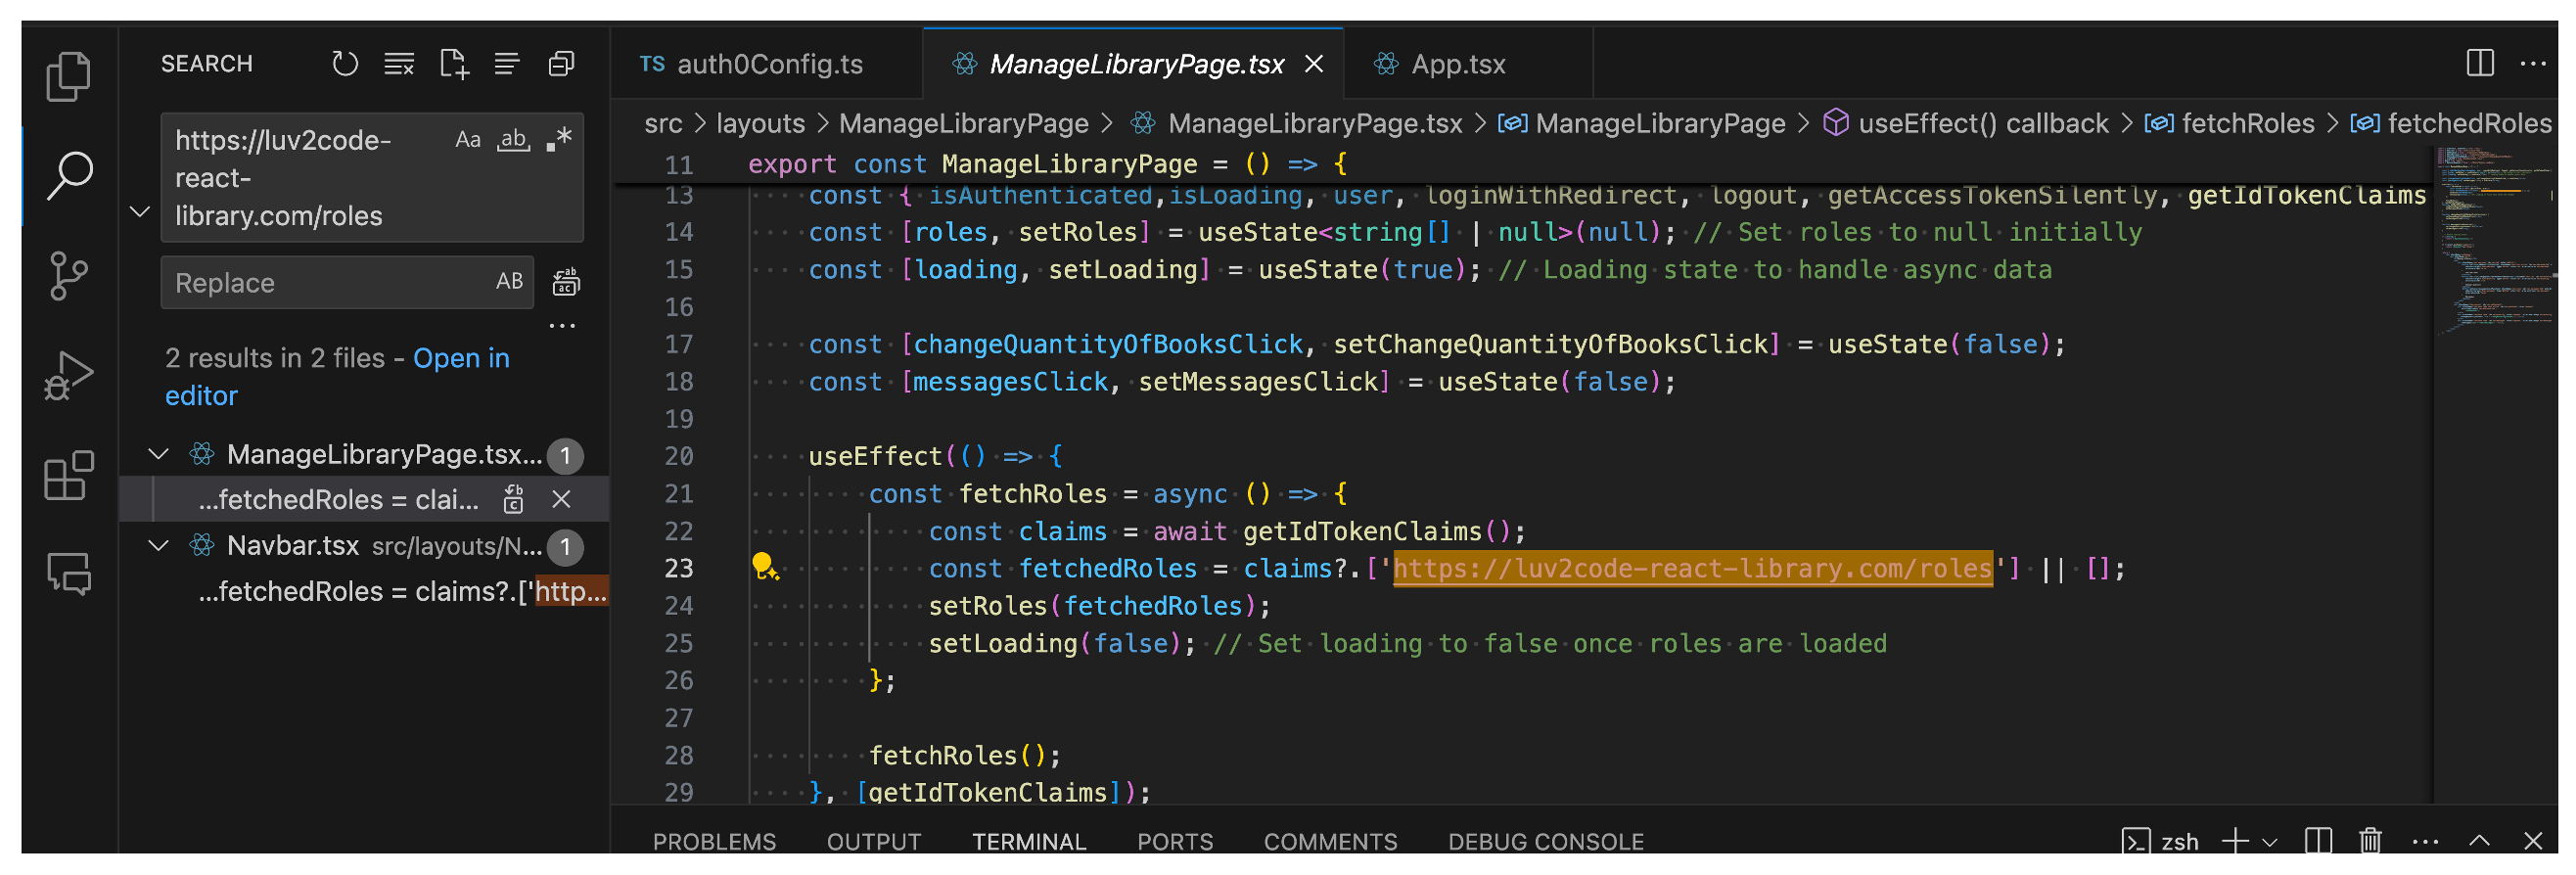 SEARCH
https://luv2code-
react-
library.com/roles
Aa ab .*
Replace
AB
2 results in 2 files - Open in
editor
ManageLibraryPage.tsx... 1
...fetchedRoles = clai...
Navbar.tsx src/layouts/N... 1
...fetchedRoles = claims?.['http...
TS auth0Config.ts
ManageLibraryPage.tsx
App.tsx
src > layouts > ManageLibraryPage > ManageLibraryPage.tsx > ManageLibraryPage > useEffect() callback > fetchRoles > fetchedRoles
11 export const ManageLibraryPage = () => {
13 const { isAuthenticated,isLoading, user, loginWithRedirect, logout, getAccessTokenSilently, getIdTokenClaims
14 const [roles, setRoles] = useState<string[] | null>(null); // Set roles to null initially
15 const [loading, setLoading] = useState(true); // Loading state to handle async data
16
17 const [changeQuantityOfBooksClick, setChangeQuantityOfBooksClick] = useState(false);
18 const [messagesClick, setMessagesClick] = useState(false);
19
20 useEffect(() => {
21 const fetchRoles = async () => {
22 const claims = await getIdTokenClaims();
23 const fetchedRoles = claims?.['https://luv2code-react-library.com/roles'] || [];
24 setRoles(fetchedRoles);
25 setLoading(false); // Set loading to false once roles are loaded
26 };
27
28 fetchRoles();
29 }, [getIdTokenClaims]);
PROBLEMS OUTPUT TERMINAL PORTS COMMENTS DEBUG CONSOLE
zsh